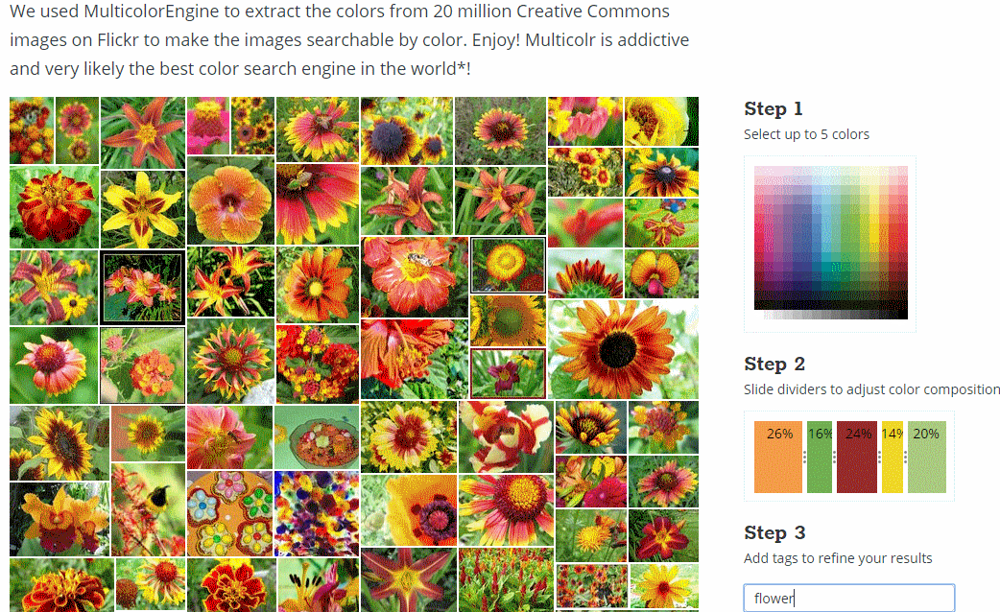 We used MulticolorEngine to extract the colors from 20 million Creative Commons
images on Flickr to make the images searchable by color. Enjoy! Multicolr is addictive
and very likely the best color search engine in the world*!
Step 1
Select up to 5 colors
Step 2
Slide dividers to adjust color composition
26% 16% 24% 14% 20%
Step 3
Add tags to refine your results
flower